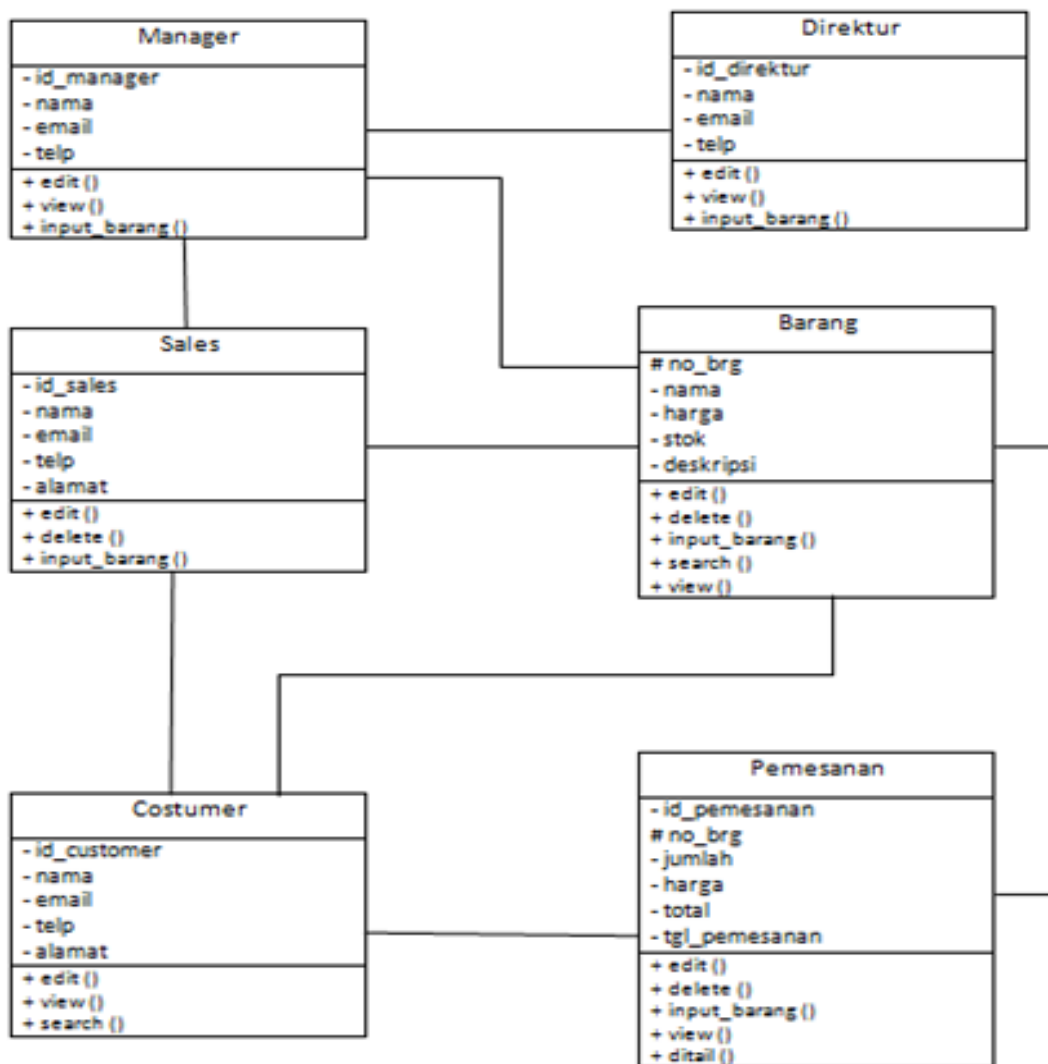 Manager
- id_manager
- nama
- email
- telp
+ edit ()
+ view ()
+ input_barang ()
Direktur
- id_direktur
- nama
- email
- telp
+ edit ()
+ view ()
+ input_barang ()
Sales
- id_sales
- nama
- email
- telp
- alamat
+ edit ()
+ delete ()
+ input_barang ()
Barang
# no_brg
- nama
- harga
- stok
- deskripsi
+ edit ()
+ delete ()
+ input_barang ()
+ search ()
+ view ()
Costumer
- id_customer
- nama
- email
- telp
- alamat
+ edit ()
+ view ()
+ search ()
Pemesanan
- id_pemesanan
# no_brg
- jumlah
- harga
- total
- tgl_pemesanan
+ edit ()
+ delete ()
+ input_barang ()
+ view ()
+ ditail ()